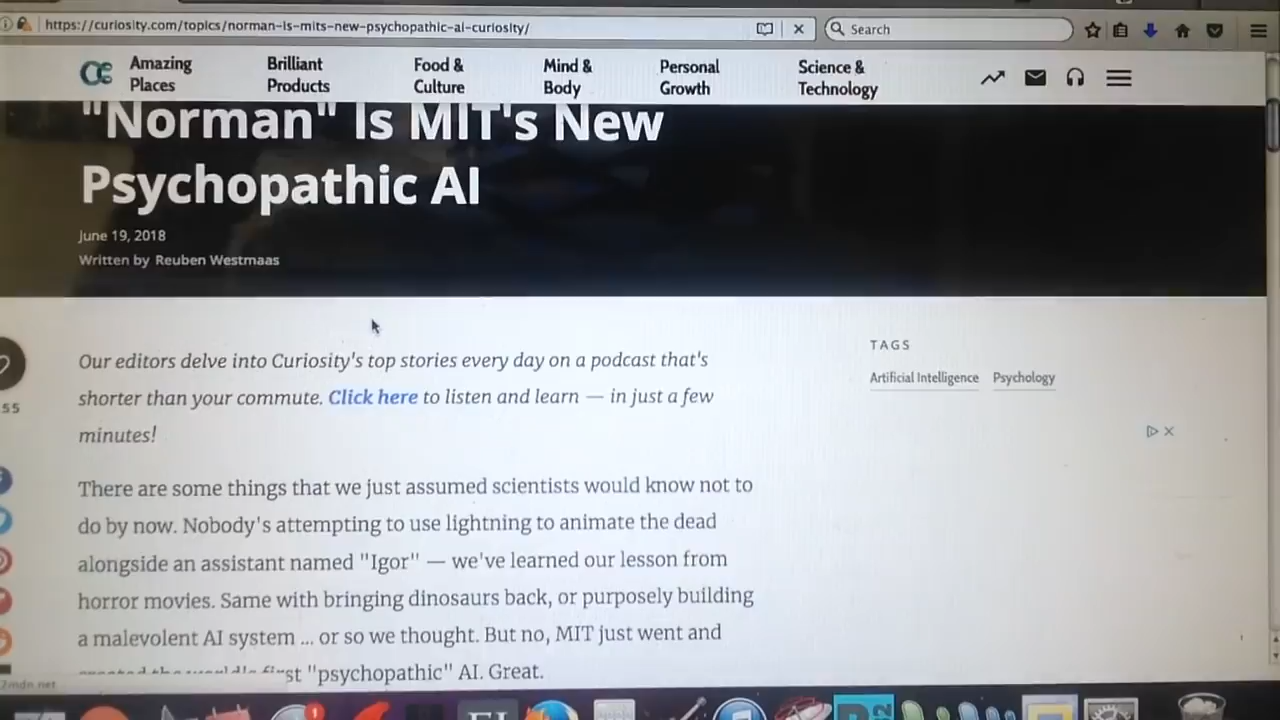 https://curiosity.com/topics/norman-is-mits-new-psychopathic-ai-curiosity/
Search
Amazing Places
Brilliant Products
Food & Culture
Mind & Body
Personal Growth
Science & Technology
"Norman" Is MIT's New
Psychopathic AI
June 19, 2018
Written by Reuben Westmaas
Our editors delve into Curiosity's top stories every day on a podcast that's
shorter than your commute. Click here to listen and learn — in just a few
minutes!
There are some things that we just assumed scientists would know not to
do by now. Nobody's attempting to use lightning to animate the dead
alongside an assistant named "Igor" — we've learned our lesson from
horror movies. Same with bringing dinosaurs back, or purposely building
a malevolent AI system ... or so we thought. But no, MIT just went and
"psychopathic" AI. Great.
TAGS
Artificial Intelligence
Psychology
55
1